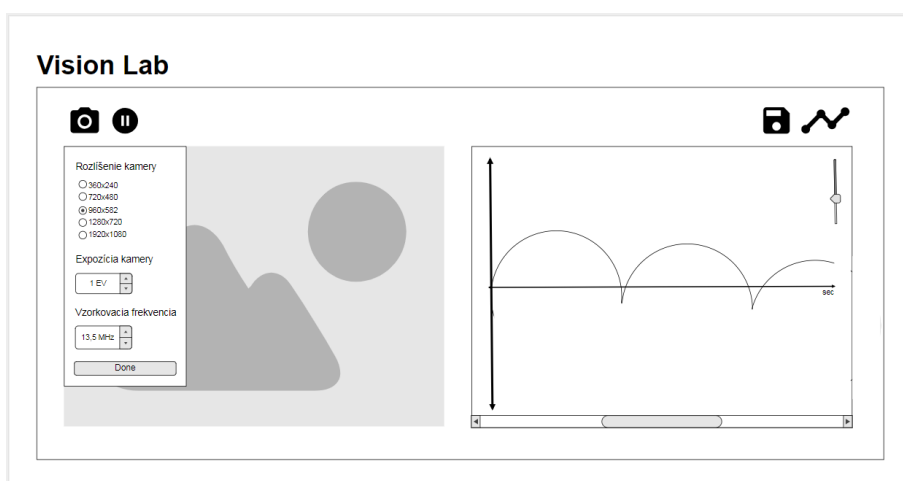 Vision Lab
Rozlíšenie kamery
360x240
720x480
960x582
1280x720
1920x1080
Expozícia kamery
1 EV
Vzorkovacia frekvencia
13,5 MHz
Done
sec